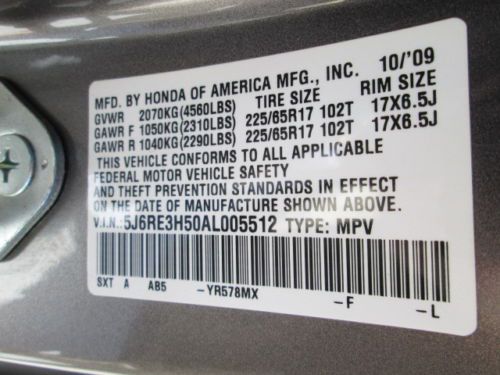 MFD. BY HONDA OF AMERICA MFG., INC. 10/'09
GVWR 2070KG(4560LBS) TIRE SIZE RIM SIZE
GAWR F 1050KG(2310LBS) 225/65R17 102T 17X6.5J
GAWR R 1040KG(2290LBS) 225/65R17 102T 17X6.5J
THIS VEHICLE CONFORMS TO ALL APPLICABLE
FEDERAL MOTOR VEHICLE SAFETY
AND THEFT PREVENTION STANDARDS IN EFFECT
ON THE DATE OF MANUFACTURE SHOWN ABOVE.
V.I.N.:5J6RE3H50AL005512 TYPE: MPV
SXT A AB5 -YR578MX -F -L